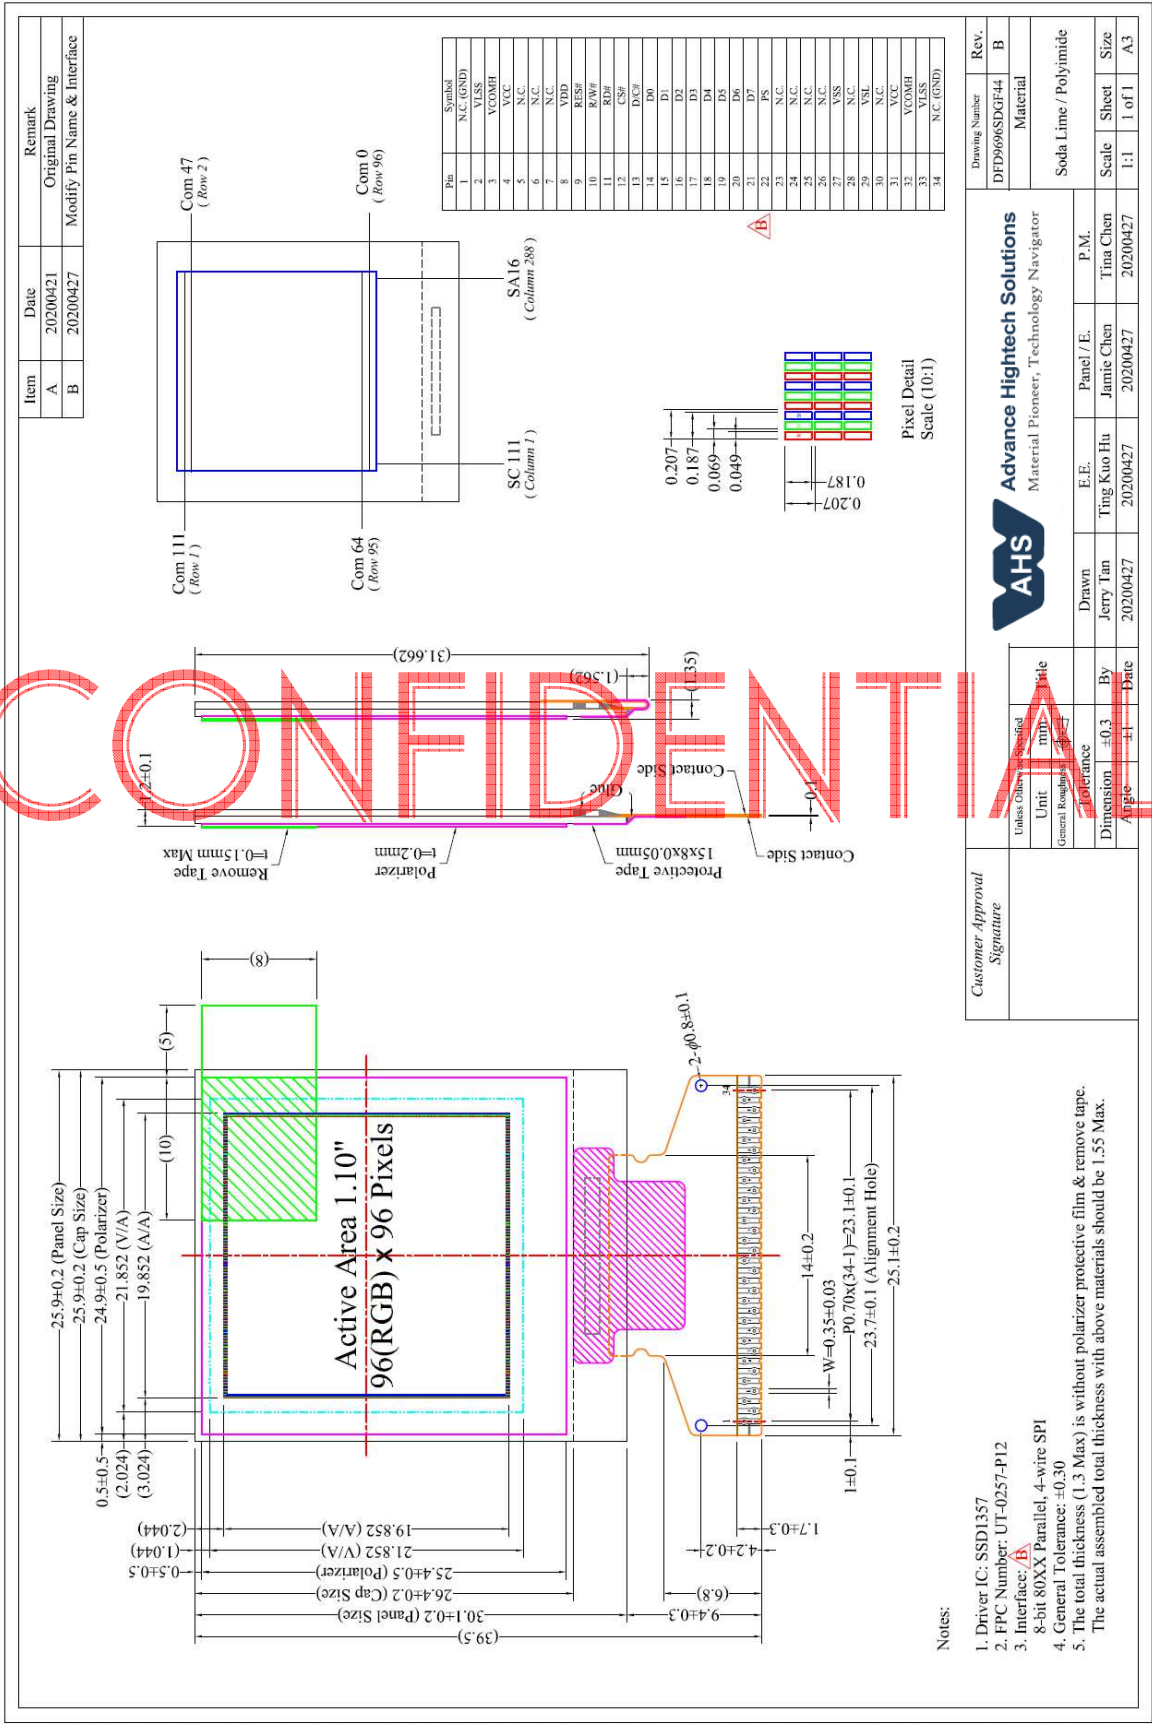 Item Date Remark
A 20200421 Original Drawing
B 20200427 Modify Pin Name & Interface
25.9±0.2 (Panel Size)
25.9±0.2 (Cap Size)
24.9±0.5 (Polarizer)
21.852 (V/A)
19.852 (A/A)
0.5±0.5
(2.024)
(3.024)
(10)
(5)
(8)
Active Area 1.10"
96(RGB) x 96 Pixels
(39.5)
30.1±0.2 (Panel Size)
26.4±0.2 (Cap Size)
25.4±0.5 (Polarizer)
21.852 (V/A)
19.852 (A/A)
0.5±0.5
(1.044)
(2.044)
9.4±0.3
(6.8)
4.2±0.2
1.7±0.3
2-ϕ0.8±0.1
34
14±0.2
W=0.35±0.03
P0.70x(34-1)=23.1±0.1
23.7±0.1 (Alignment Hole)
25.1±0.2
1±0.1
1.2±0.1
Remove Tape
t=0.15mm Max
Polarizer
t=0.2mm
Protective Tape
15x8x0.05mm
Glue
Contact Side
Contact Side
0.1
(31.662)
(1.562)
(1.35)
Com 111
( Row 1 )
Com 47
( Row 2 )
Com 64
( Row 95)
Com 0
( Row 96)
SC 111
( Column 1 )
SA16
( Column 288 )
0.207
0.187
0.069
0.049
0.187
0.207
Pixel Detail
Scale (10:1)
Pin Symbol
1 N.C. (GND)
2 VLSS
3 VCOMH
4 VCC
5 N.C.
6 N.C.
7 N.C.
8 VDD
9 RES#
10 R/W#
11 RD#
12 CS#
13 D/C#
14 D0
15 D1
16 D2
17 D3
18 D4
19 D5
20 D6
21 D7
22 PS
23 N.C.
24 N.C.
25 N.C.
26 N.C.
27 VSS
28 N.C.
29 VSL
30 N.C.
31 VCC
32 VCOMH
33 VLSS
34 N.C. (GND)
B
CONFIDENTIAL
Notes:
1. Driver IC: SSD1357
2. FPC Number: UT-0257-P12
3. Interface: B
8-bit 80XX Parallel, 4-wire SPI
4. General Tolerance: ±0.30
5. The total thickness (1.3 Max) is without polarizer protective film & remove tape.
The actual assembled total thickness with above materials should be 1.55 Max.
Customer Approval
Signature
Unless Otherwise Specified
Unit mm
General Roughness
Tolerance
Dimension ±0.3
Angle ±1
Title
AHS
Advance Hightech Solutions
Material Pioneer, Technology Navigator
Drawing Number Rev.
DFD9696SDGF44 B
Material
Soda Lime / Polyimide
Drawn E.E. Panel / E. P.M.
By Jerry Tan Ting Kuo Hu Jamie Chen Tina Chen
Date 20200427 20200427 20200427 20200427
Scale Sheet Size
1:1 1 of 1 A3